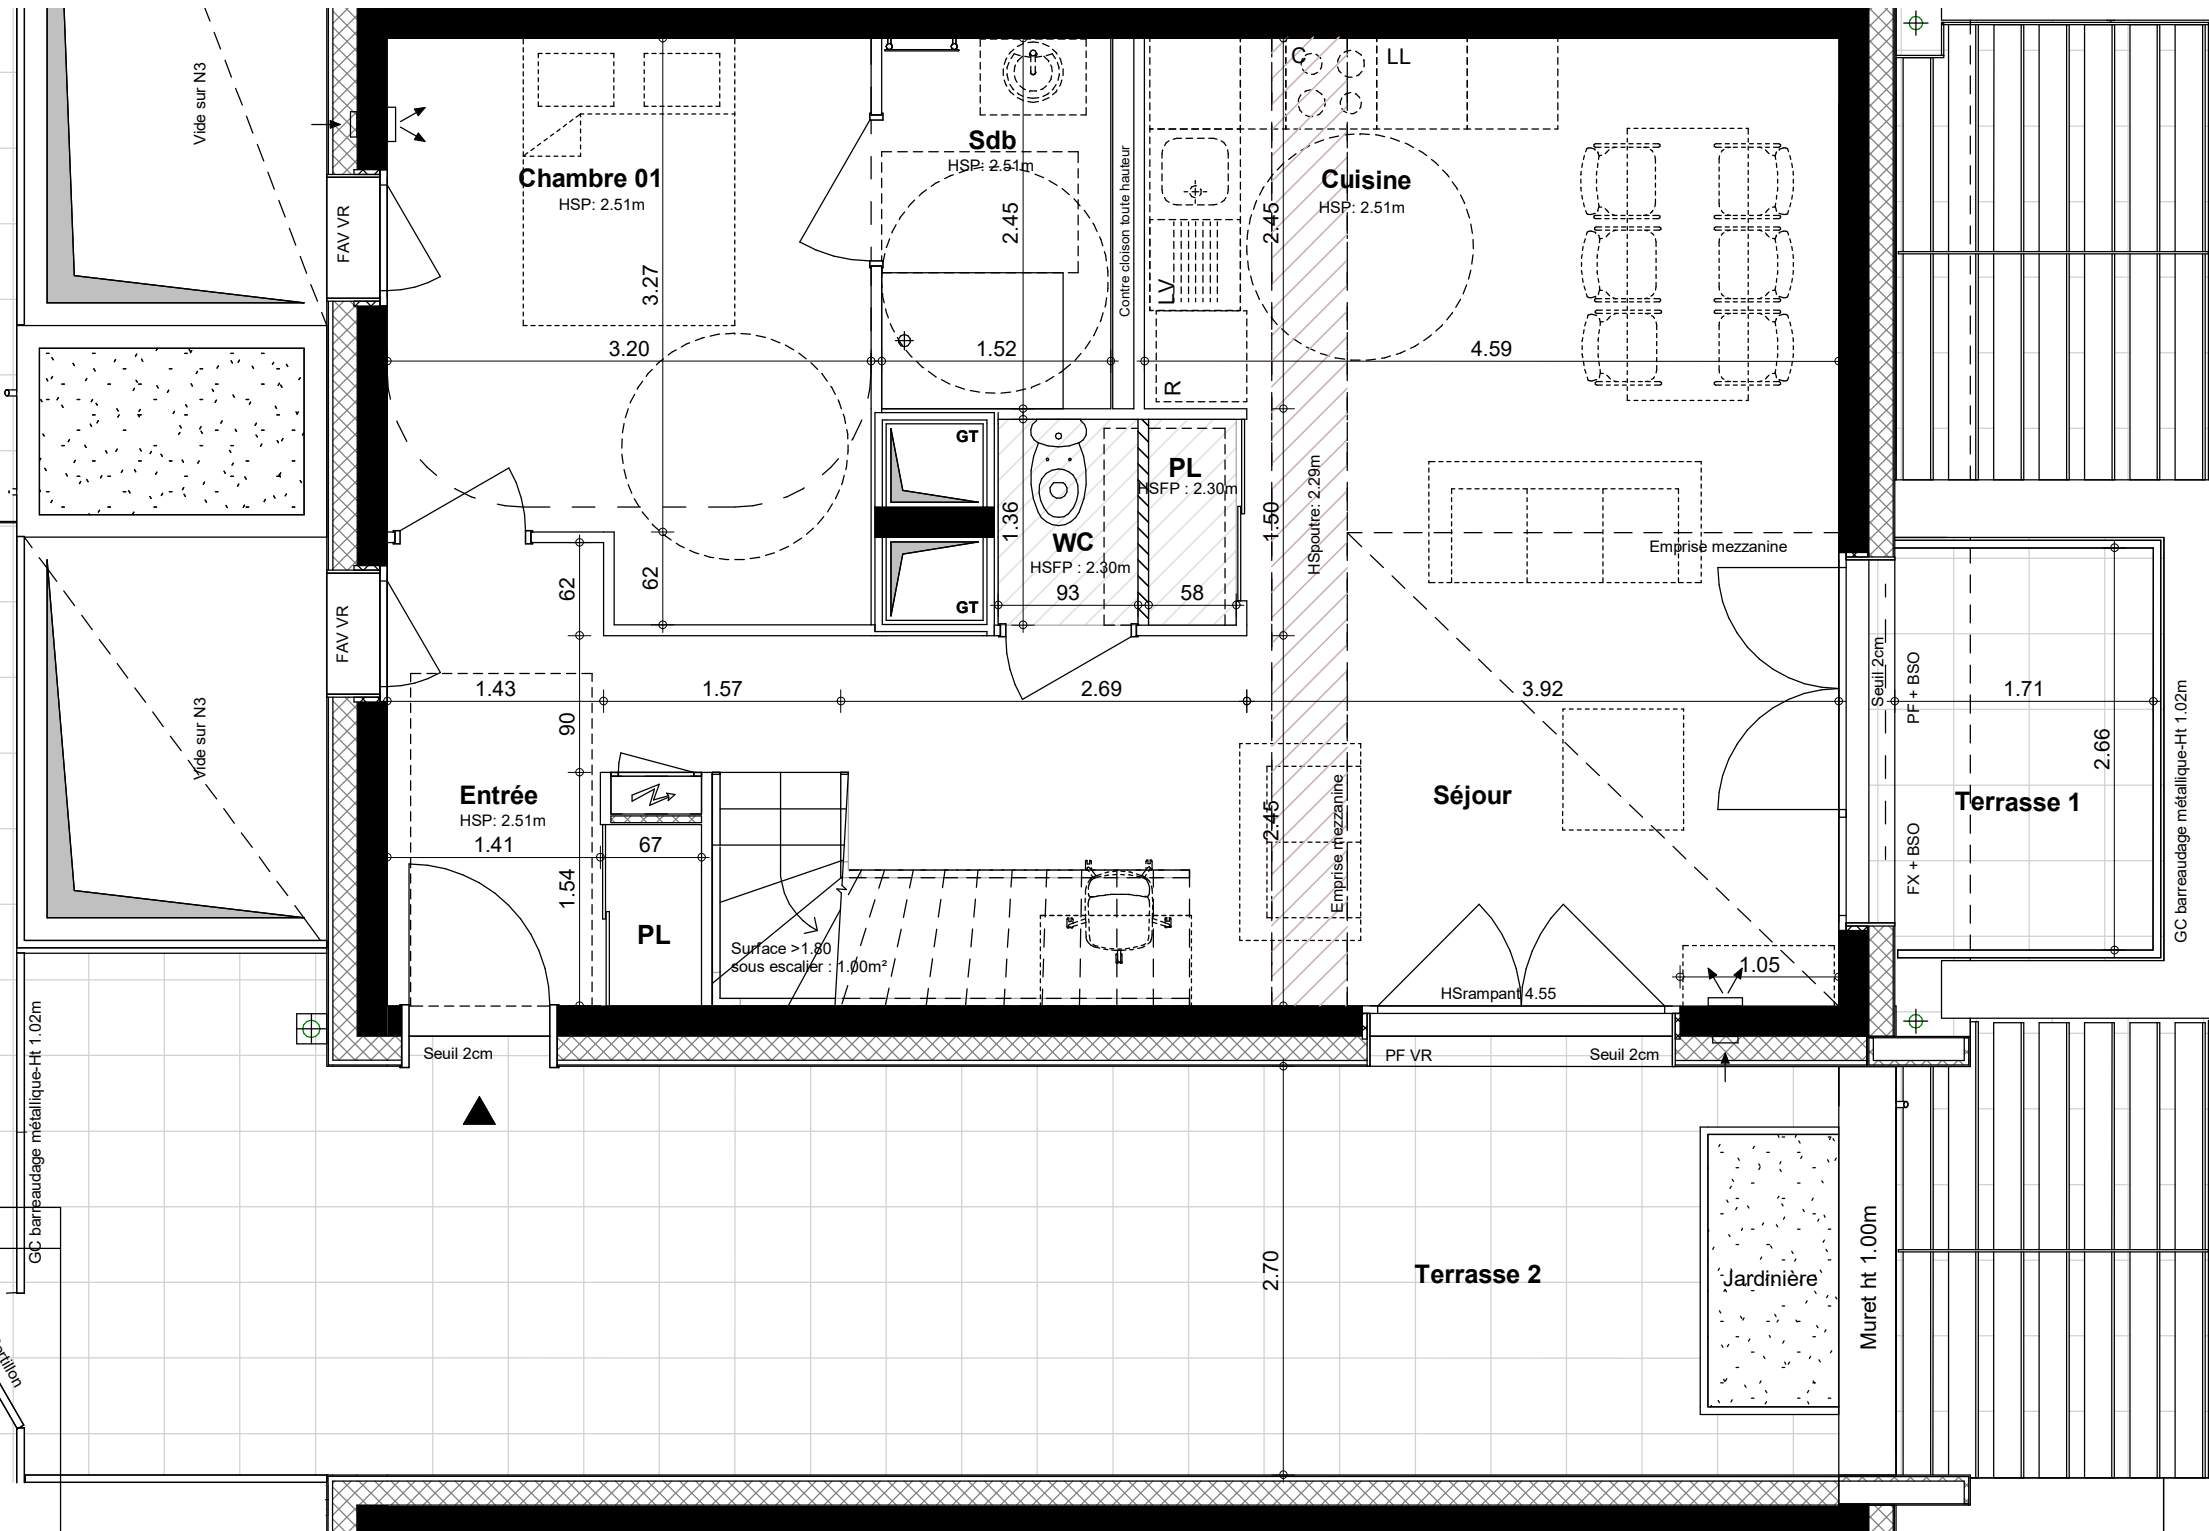 Vide sur N3
FAV VR
Chambre 01
HSP: 2.51m
3.27
3.20
Sdb
HSP: 2.51m
2.45
1.52
Contre cloison toute hauteur
C
LL
LV
R
Cuisine
HSP: 2.51m
2.45
4.59
GT
GT
1.36
WC
HSFP : 2.30m
93
PL
HSFP : 2.30m
58
1.50
HSpoutre: 2.29m
Emprise mezzanine
FAV VR
62
62
1.43
1.57
2.69
3.92
90
Vide sur N3
Entrée
HSP: 2.51m
1.41
67
1.54
PL
Surface >1.80
sous escalier : 1.00m²
2.45
Emprise mezzanine
Séjour
HSrampant 4.55
1.05
Seuil 2cm
PF + BSO
FX + BSO
1.71
2.66
Terrasse 1
GC barreaudage métallique-Ht 1.02m
Seuil 2cm
PF VR
Seuil 2cm
GC barreaudage métallique-Ht 1.02m
2.70
Terrasse 2
Jardinière
Muret ht 1.00m